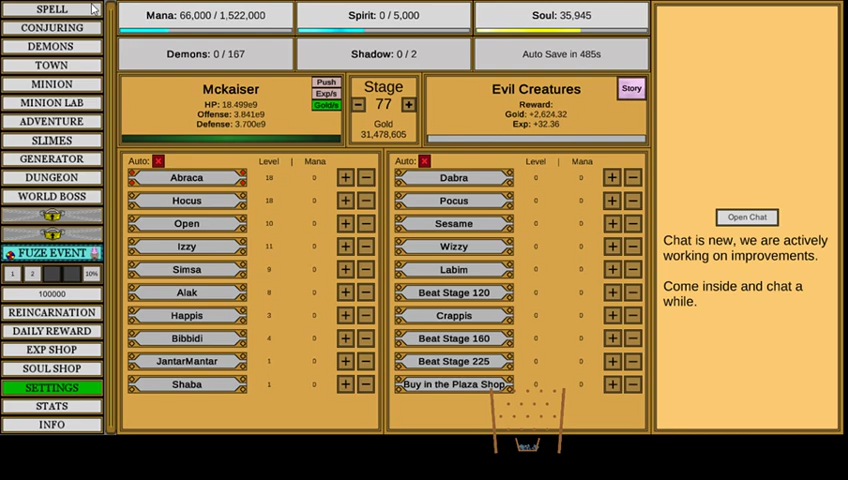 SPELL
CONJURING
DEMONS
TOWN
MINION
MINION LAB
ADVENTURE
SLIMES
GENERATOR
DUNGEON
WORLD BOSS
FUZE EVENT
1 2 10%
100000
REINCARNATION
DAILY REWARD
EXP SHOP
SOUL SHOP
SETTINGS
STATS
INFO
Mana: 66,000 / 1,522,000
Spirit: 0 / 5,000
Soul: 35,945
Demons: 0 / 167
Shadow: 0 / 2
Auto Save in 485s
Mckaiser
HP: 18.499e9
Offense: 3.841e9
Defense: 3.700e9
Push
Exp/s
Gold/s
Stage
− 77 +
Gold
31,478,605
Evil Creatures
Reward:
Gold: +2,624.32
Exp: +32.36
Story
Auto: x Level | Mana
Abraca 18 0 + −
Hocus 18 0 + −
Open 10 0 + −
Izzy 11 0 + −
Simsa 9 0 + −
Alak 8 0 + −
Happis 3 0 + −
Bibbidi 4 0 + −
JantarMantar 1 0 + −
Shaba 1 0 + −
Auto: x Level | Mana
Dabra 0 0 + −
Pocus 0 0 + −
Sesame 0 0 + −
Wizzy 0 0 + −
Labim 0 0 + −
Beat Stage 120 0 0 + −
Crappis 0 0 + −
Beat Stage 160 0 0 + −
Beat Stage 225 0 0 + −
Buy in the Plaza Shop 0 0 + −
Open Chat
Chat is new, we are actively
working on improvements.
Come inside and chat a
while.